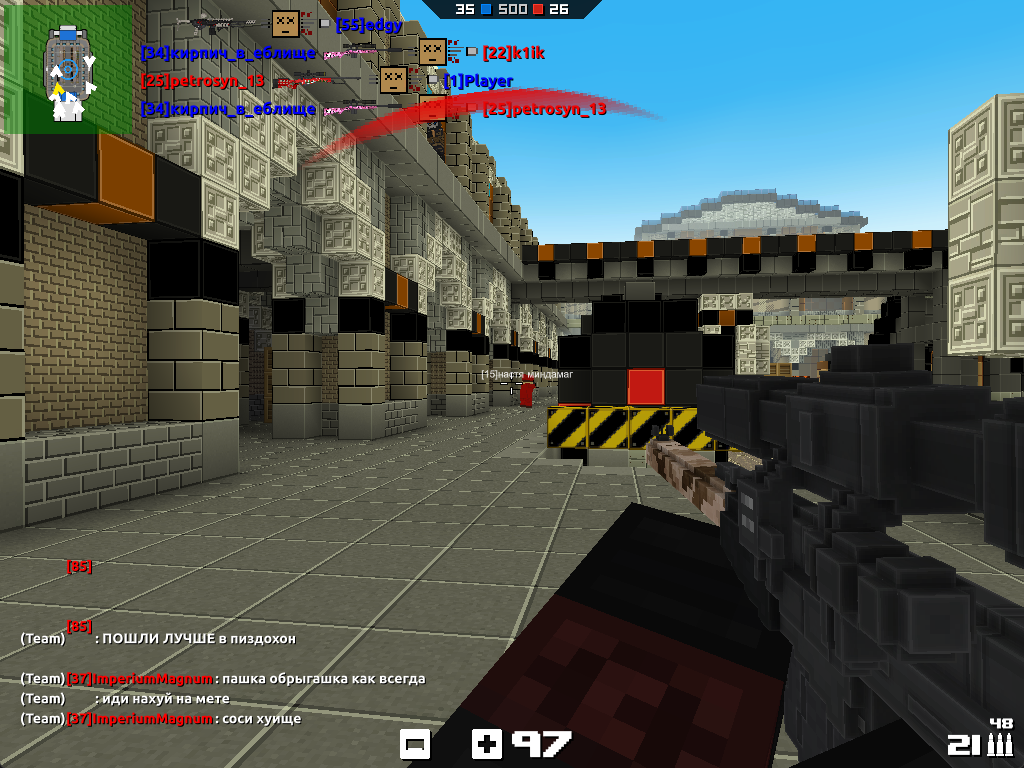 35 500 26
[55]edgy
[34]кирпич_в_еблище [22]k1ik
[25]petrosyn_13 [1]Player
[34]кирпич_в_еблище [25]petrosyn_13
[15]настя миндамаг
[85]
[85]
(Team) : ПОШЛИ ЛУЧШЕ в пиздохон
(Team)[37]ImperiumMagnum : пашка обрыгашка как всегда
(Team) : иди нахуй на мете
(Team)[37]ImperiumMagnum : соси хуище
97
48
21